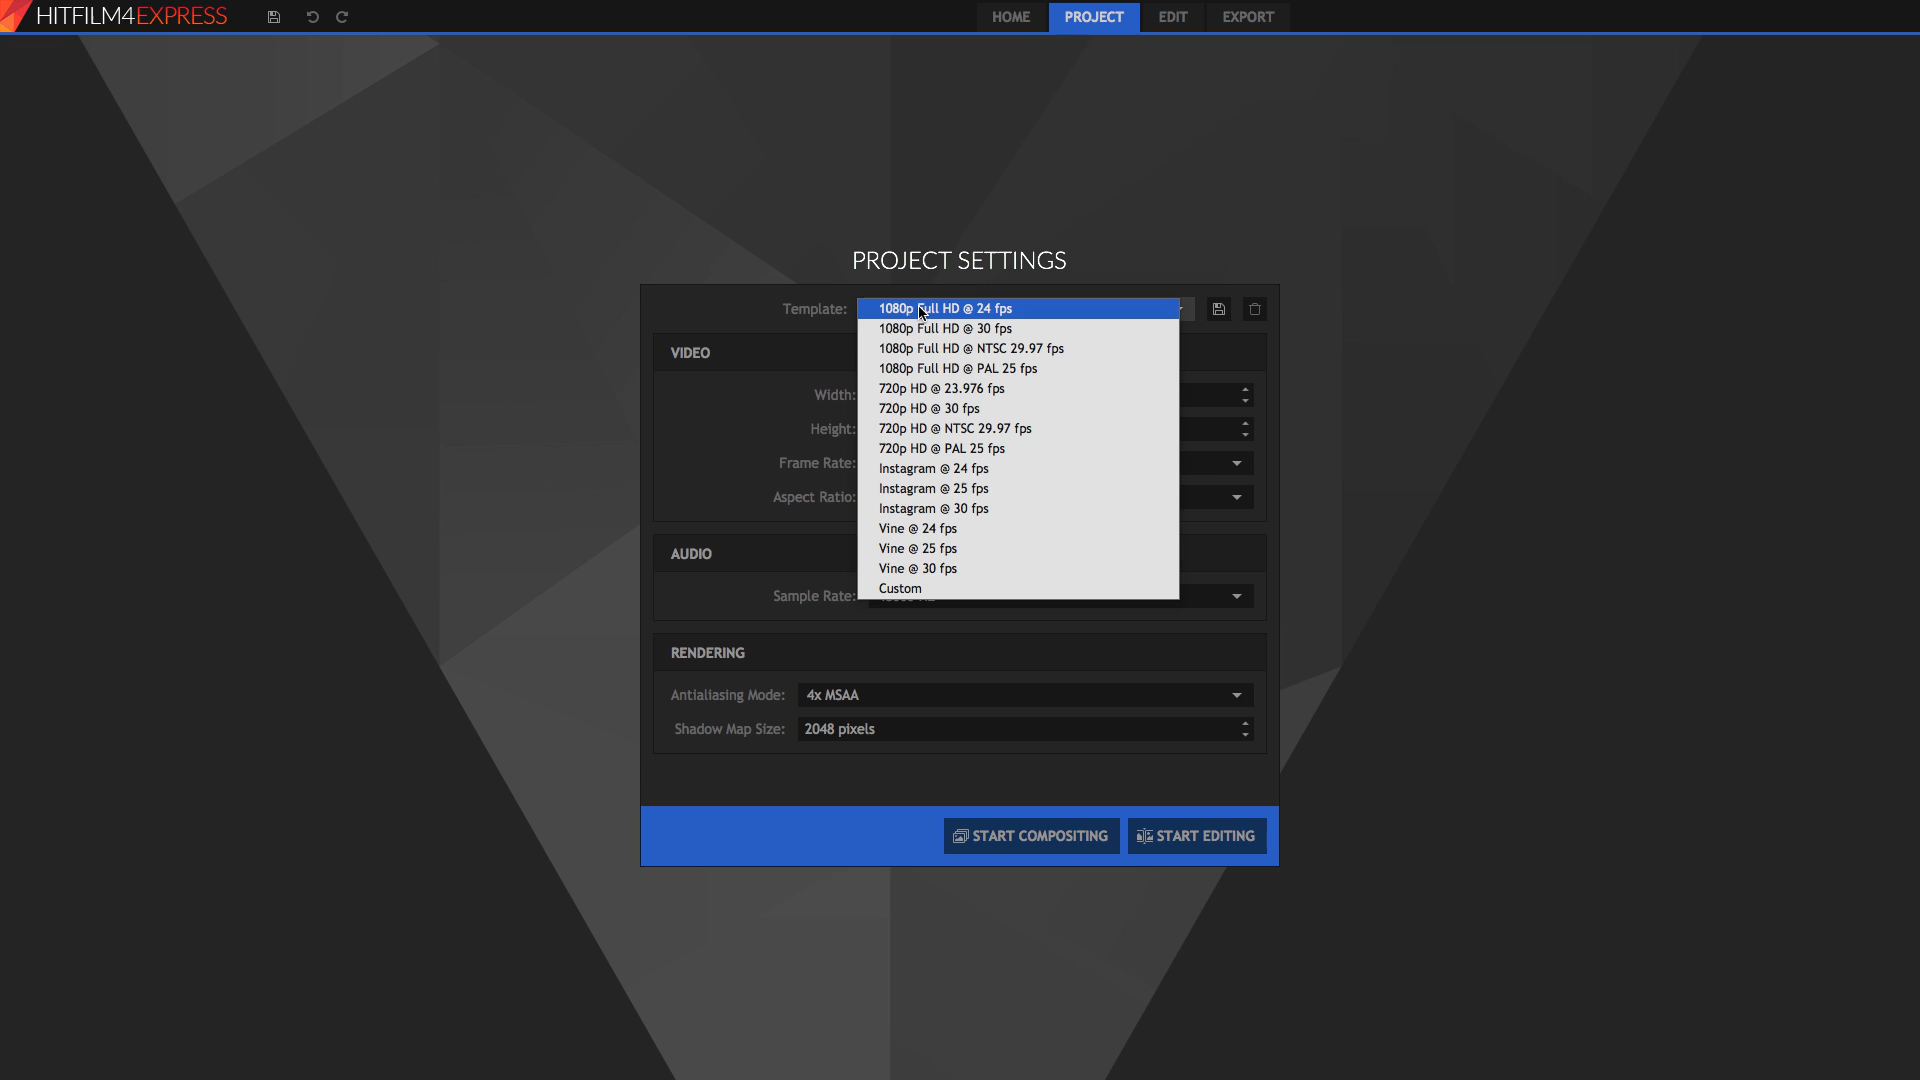 HITFILM4EXPRESS
HOME PROJECT EDIT EXPORT
PROJECT SETTINGS
Template:
1080p Full HD @ 24 fps
1080p Full HD @ 30 fps
1080p Full HD @ NTSC 29.97 fps
1080p Full HD @ PAL 25 fps
720p HD @ 23.976 fps
720p HD @ 30 fps
720p HD @ NTSC 29.97 fps
720p HD @ PAL 25 fps
Instagram @ 24 fps
Instagram @ 25 fps
Instagram @ 30 fps
Vine @ 24 fps
Vine @ 25 fps
Vine @ 30 fps
Custom
VIDEO
Width:
Height:
Frame Rate:
Aspect Ratio:
AUDIO
Sample Rate:
RENDERING
Antialiasing Mode: 4x MSAA
Shadow Map Size: 2048 pixels
START COMPOSITING START EDITING